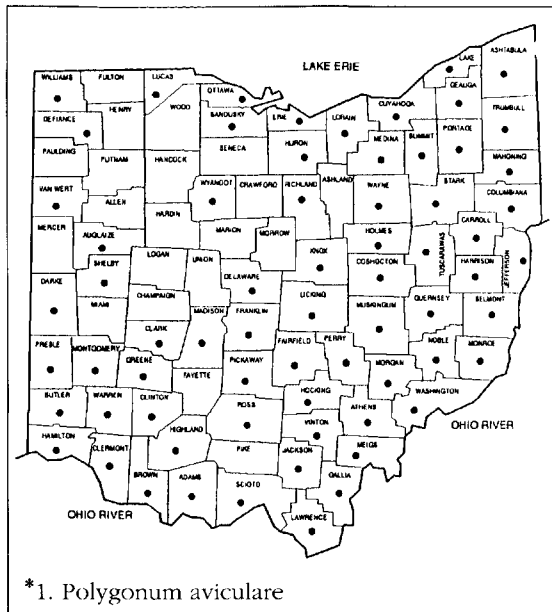 LAKE ERIE
WILLIAMS FULTON LUCAS OTTAWA LAKE ASHTABULA
GEAUGA
HENRY WOOD SANDUSKY ERIE LORAIN CUYAHOGA TRUMBULL
DEFIANCE HURON MEDINA SUMMIT PORTAGE
PAULDING PUTNAM HANCOCK SENECA MAHONING
VAN WERT ALLEN WYANDOT CRAWFORD RICHLAND ASHLAND WAYNE STARK COLUMBIANA
MERCER AUGLAIZE HARDIN MARION MORROW HOLMES CARROLL
LOGAN UNION KNOX COSHOCTON TUSCARAWAS HARRISON JEFFERSON
SHELBY DELAWARE
DARKE CHAMPAIGN LICKING MUSKINGUM GUERNSEY BELMONT
MIAMI MADISON FRANKLIN
CLARK
PREBLE MONTGOMERY GREENE FAIRFIELD PERRY NOBLE MONROE
FAYETTE PICKAWAY MORGAN
BUTLER WARREN CLINTON HOCKING WASHINGTON
ROSS ATHENS
HAMILTON CLERMONT HIGHLAND VINTON MEIGS OHIO RIVER
PIKE JACKSON
BROWN ADAMS SCIOTO GALLIA
OHIO RIVER LAWRENCE
*1. Polygonum aviculare